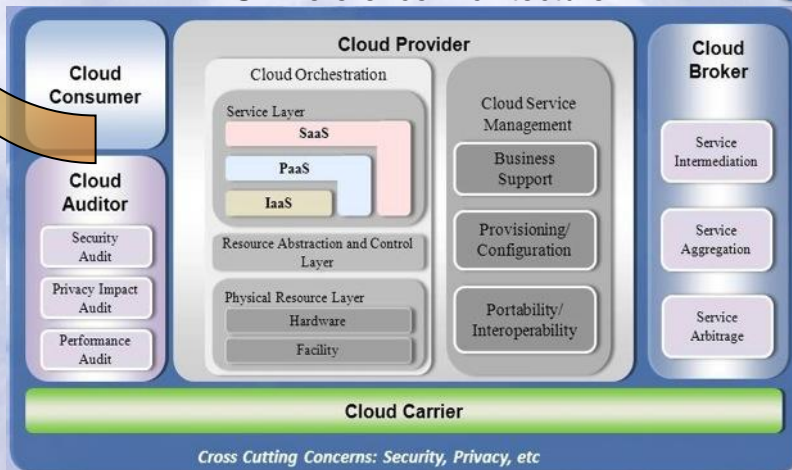 Cloud Provider
Cloud
Consumer
Cloud
Auditor
Security
Audit
Privacy Impact
Audit
Performance
Audit
Cloud Orchestration
Service Layer
SaaS
PaaS
IaaS
Resource Abstraction and Control
Layer
Physical Resource Layer
Hardware
Facility
Cloud Service
Management
Business
Support
Provisioning/
Configuration
Portability/
Interoperability
Cloud
Broker
Service
Intermediation
Service
Aggregation
Service
Arbitrage
Cloud Carrier
Cross Cutting Concerns: Security, Privacy, etc